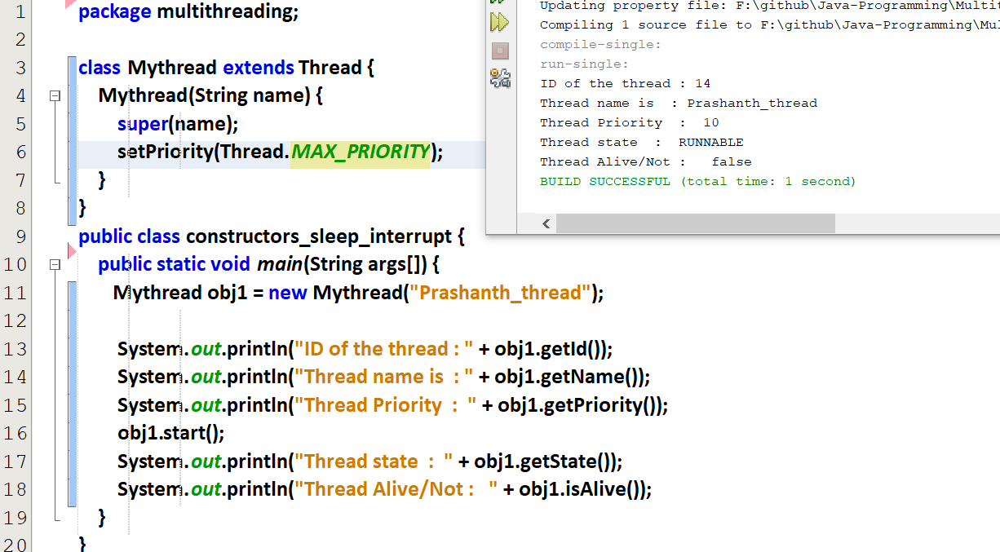 1 package multithreading;
2
3 class Mythread extends Thread {
4 Mythread(String name) {
5 super(name);
6 setPriority(Thread.MAX_PRIORITY);
7 }
8 }
9 public class constructors_sleep_interrupt {
10 public static void main(String args[]) {
11 Mythread obj1 = new Mythread("Prashanth_thread");
12
13 System.out.println("ID of the thread : " + obj1.getId());
14 System.out.println("Thread name is  : " + obj1.getName());
15 System.out.println("Thread Priority  :  " + obj1.getPriority());
16 obj1.start();
17 System.out.println("Thread state  :  " + obj1.getState());
18 System.out.println("Thread Alive/Not :   " + obj1.isAlive());
19 }
20 }
Updating property file: F:\github\Java-Programming\Multit
Compiling 1 source file to F:\github\Java-Programming\Mul
compile-single:
run-single:
ID of the thread : 14
Thread name is  : Prashanth_thread
Thread Priority  :  10
Thread state  :  RUNNABLE
Thread Alive/Not :   false
BUILD SUCCESSFUL (total time: 1 second)